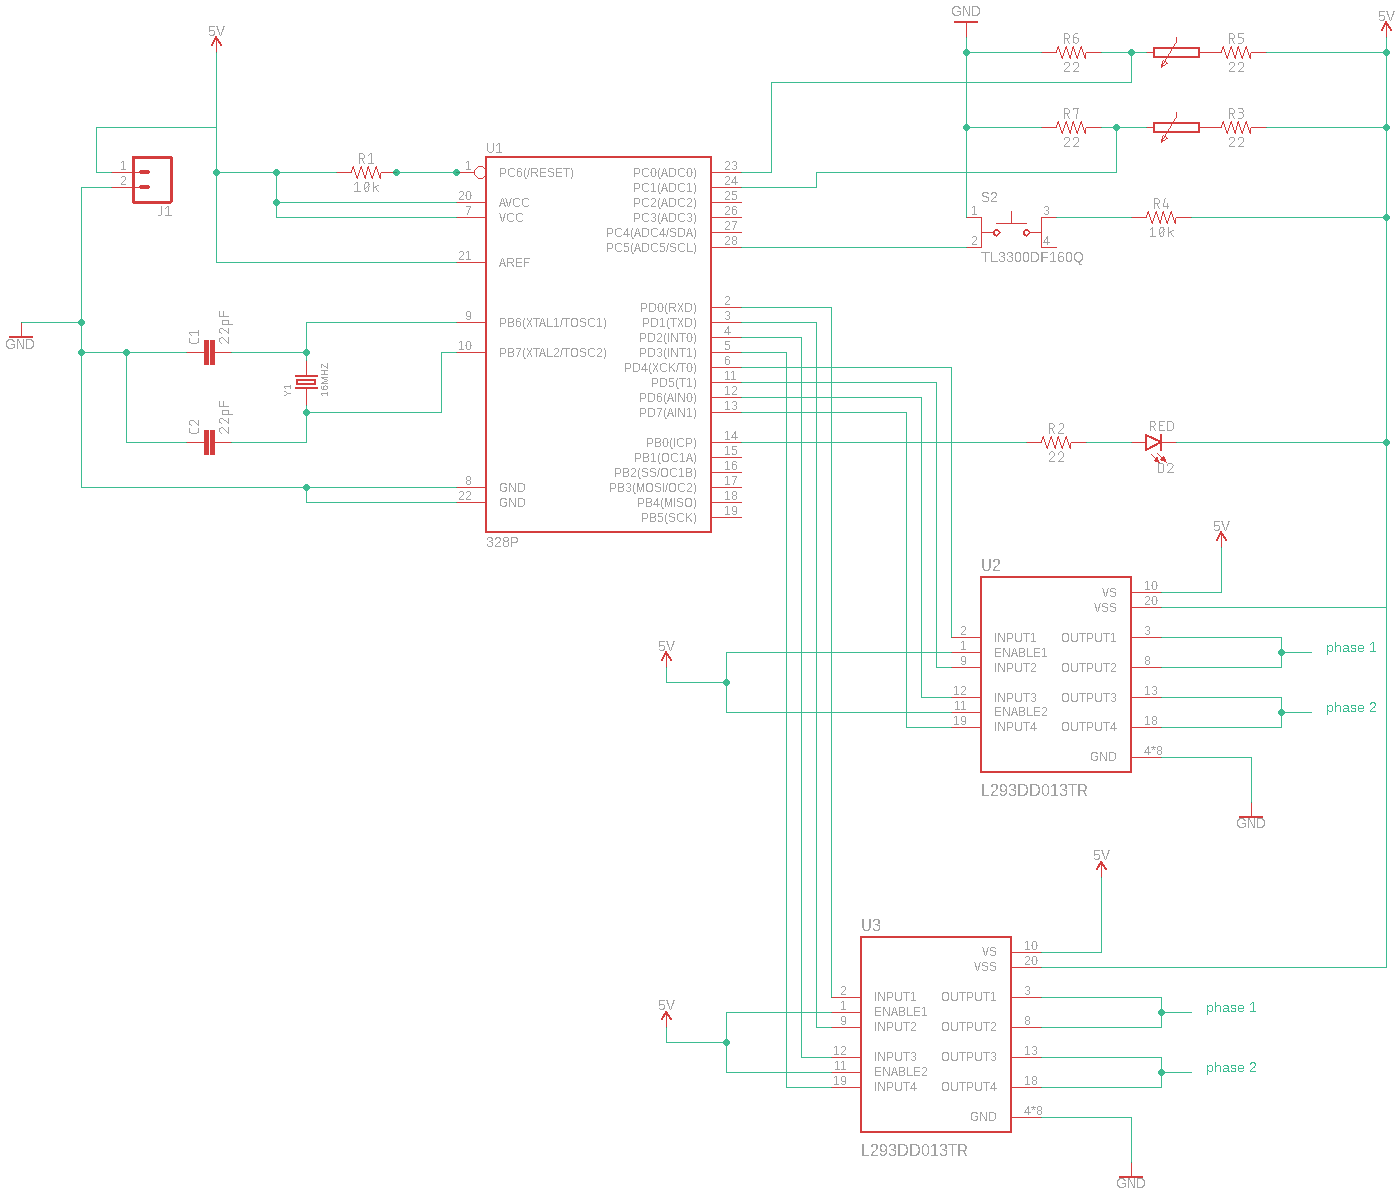 5V
GND
5V
R6
22
R5
22
R7
22
R3
22
1
2
J1
R1
10k
U1
1
20
7
21
9
10
8
22
PC6(/RESET)
AVCC
VCC
AREF
PB6(XTAL1/TOSC1)
PB7(XTAL2/TOSC2)
GND
GND
PC0(ADC0)
PC1(ADC1)
PC2(ADC2)
PC3(ADC3)
PC4(ADC4/SDA)
PC5(ADC5/SCL)
PD0(RXD)
PD1(TXD)
PD2(INT0)
PD3(INT1)
PD4(XCK/T0)
PD5(T1)
PD6(AIN0)
PD7(AIN1)
PB0(ICP)
PB1(OC1A)
PB2(SS/OC1B)
PB3(MOSI/OC2)
PB4(MISO)
PB5(SCK)
23
24
25
26
27
28
2
3
4
5
6
11
12
13
14
15
16
17
18
19
328P
S2
1
2
3
4
TL3300DF160Q
R4
10k
GND
C1
22pF
C2
22pF
Y1
16MHZ
R2
22
RED
D2
5V
U2
5V
2
1
9
12
11
19
INPUT1
ENABLE1
INPUT2
INPUT3
ENABLE2
INPUT4
VS
VSS
OUTPUT1
OUTPUT2
OUTPUT3
OUTPUT4
GND
10
20
3
8
13
18
4*8
phase 1
phase 2
L293DD013TR
GND
5V
U3
5V
2
1
9
12
11
19
INPUT1
ENABLE1
INPUT2
INPUT3
ENABLE2
INPUT4
VS
VSS
OUTPUT1
OUTPUT2
OUTPUT3
OUTPUT4
GND
10
20
3
8
13
18
4*8
phase 1
phase 2
L293DD013TR
GND